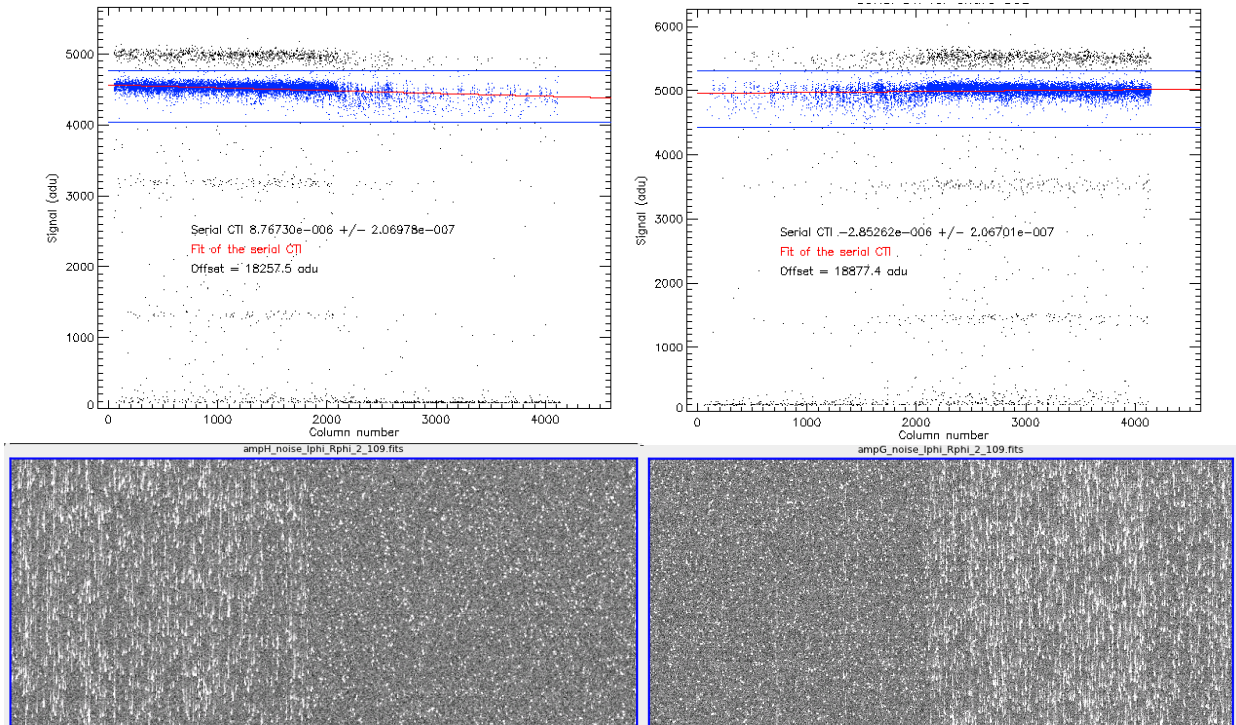 5000
4000
3000
2000
1000
0
Signal (adu)
Serial CTI 8.76730e-006 +/- 2.06978e-007
Fit of the serial CTI
Offset = 18257.5 adu
0 1000 2000 3000 4000
Column number
6000
5000
4000
3000
2000
1000
0
Signal (adu)
Serial CTI -2.85262e-006 +/- 2.06701e-007
Fit of the serial CTI
Offset = 18877.4 adu
0 1000 2000 3000 4000
Column number
ampH_noise_Iphi_Rphi_2_109.fits
ampG_noise_Iphi_Rphi_2_109.fits